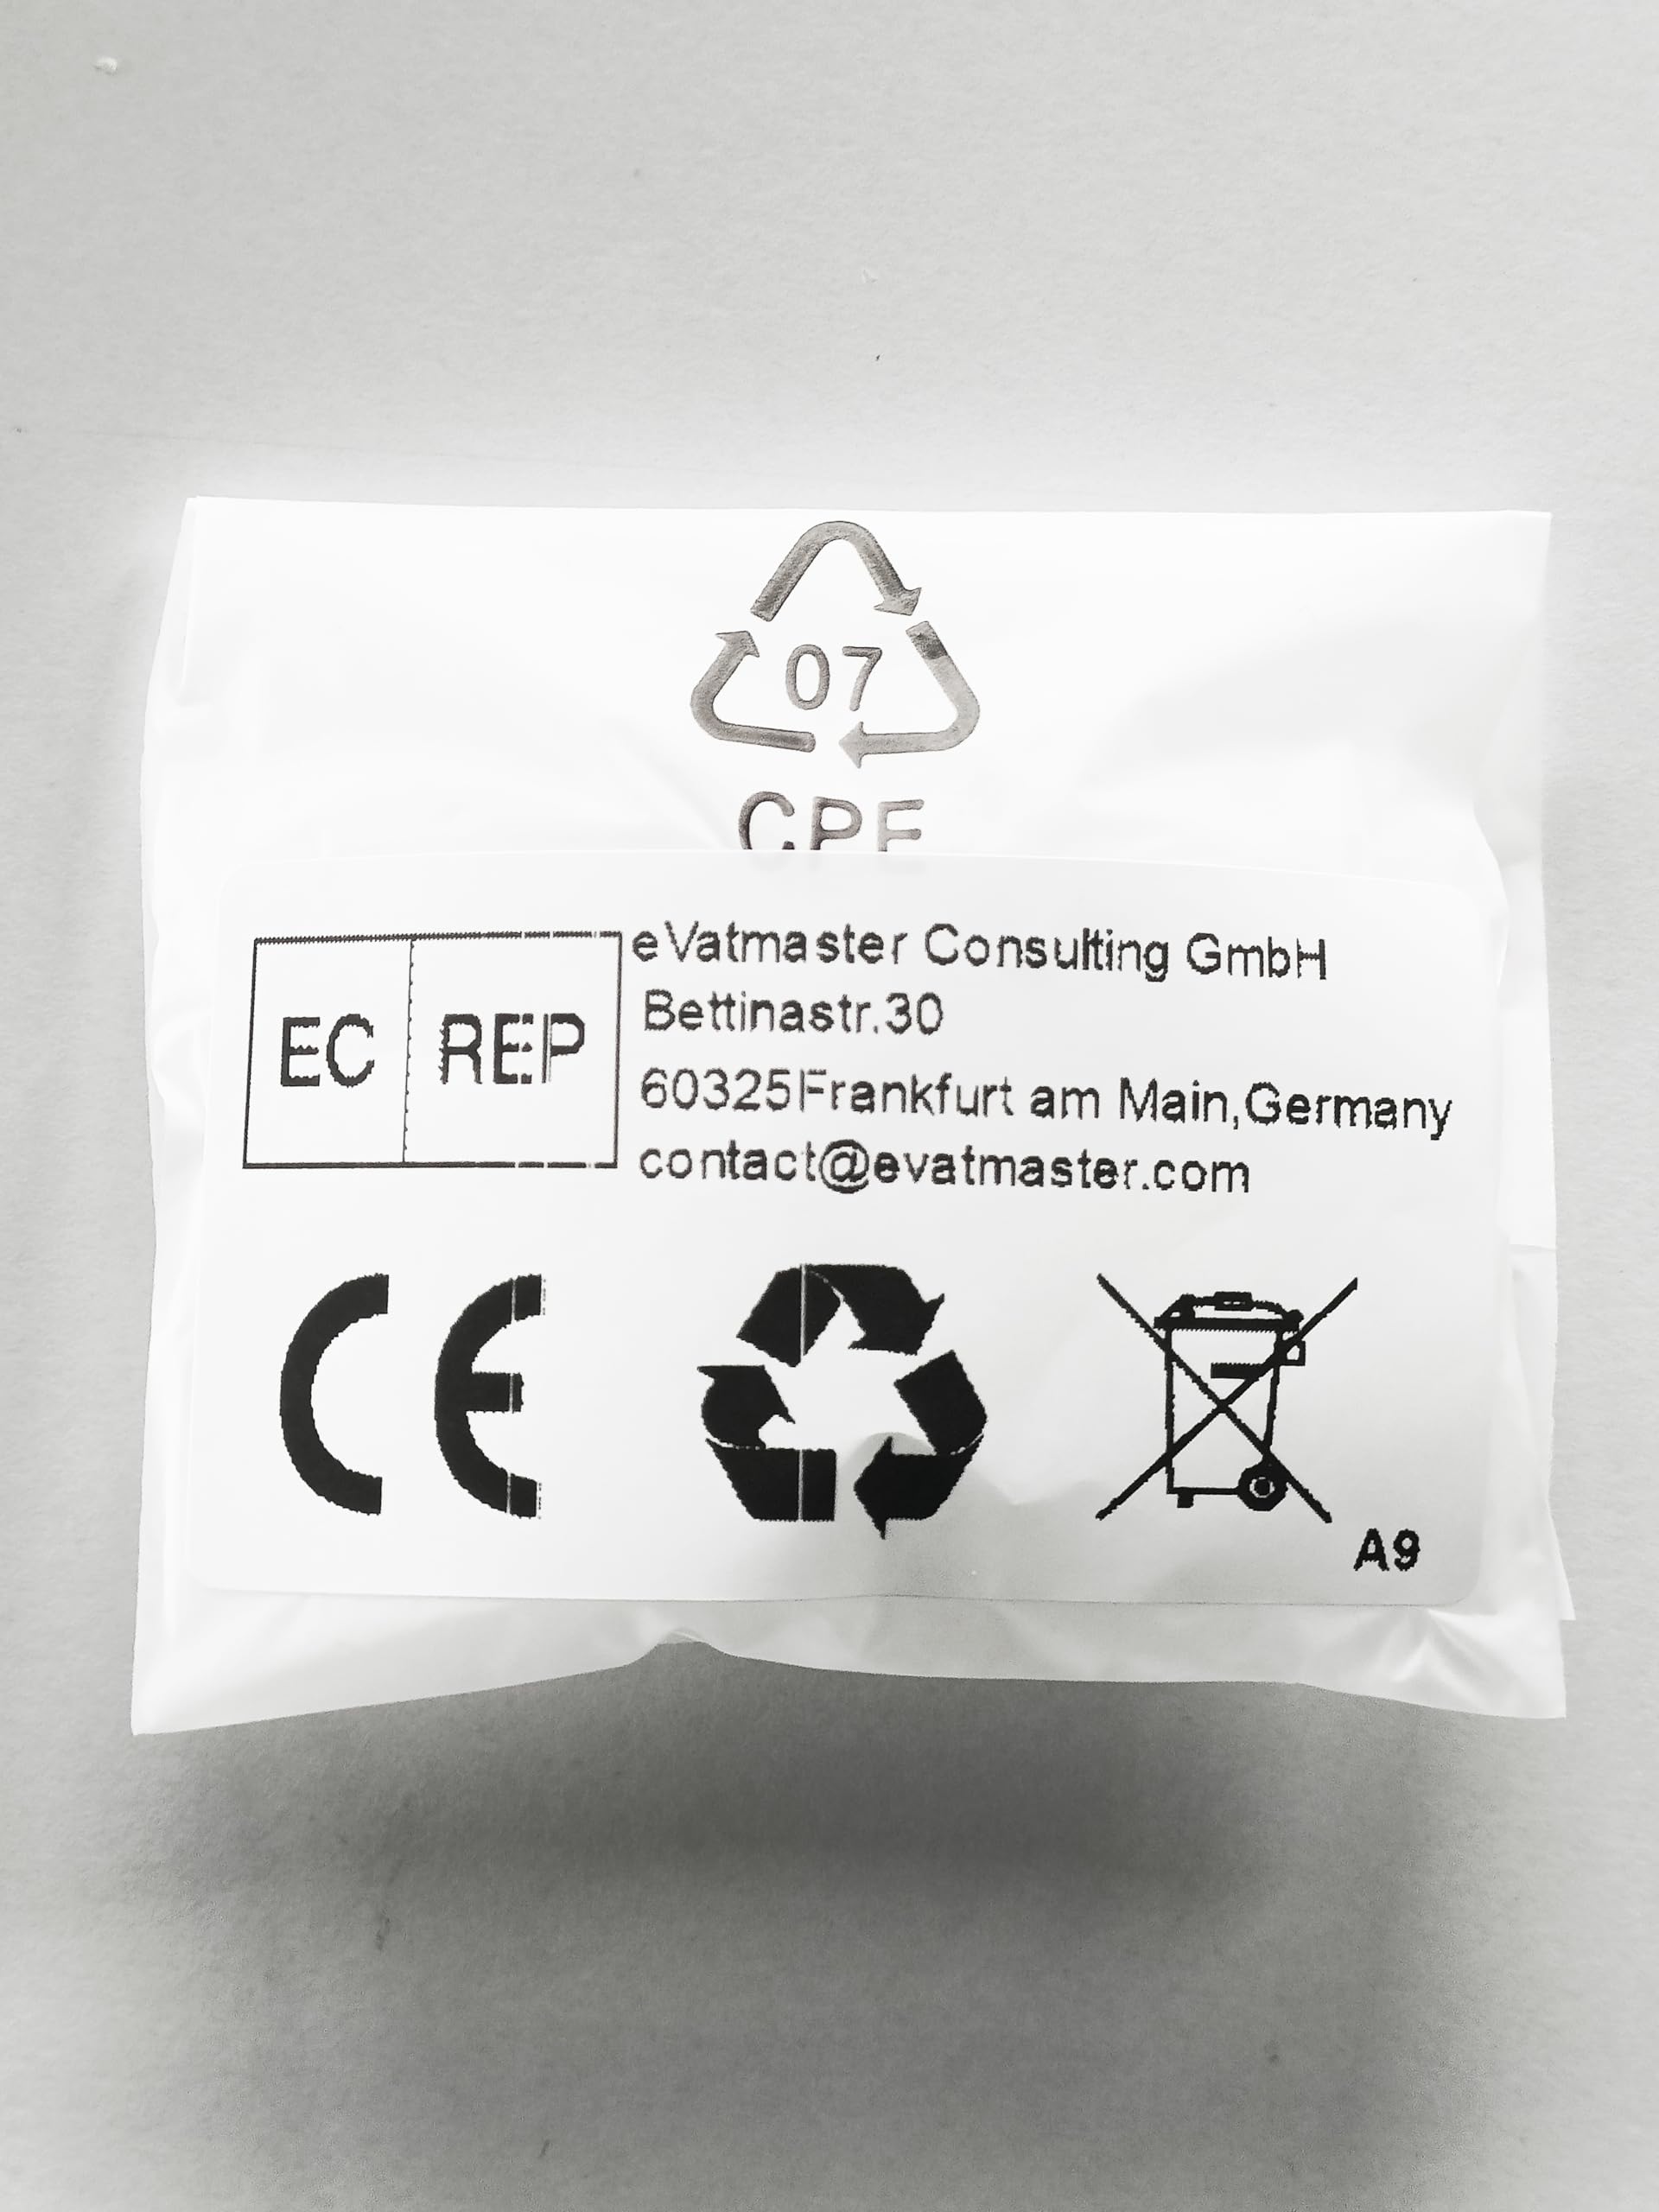 07
CPE
EC REP
eVatmaster Consulting GmbH
Bettinastr.30
60325Frankfurt am Main,Germany
contact@evatmaster.com
CE
A9